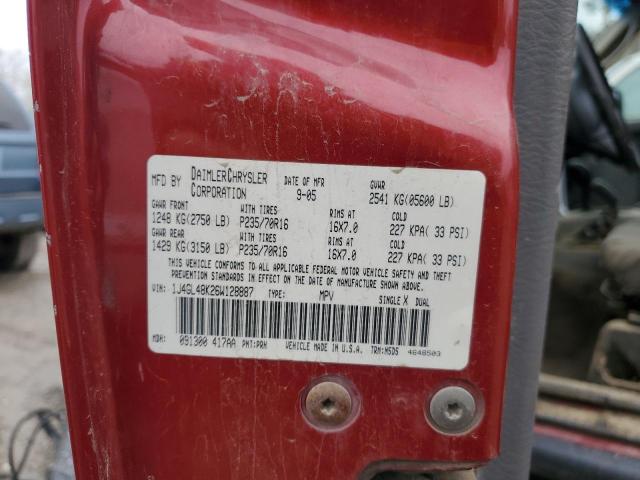 MFD BY DAIMLERCHRYSLER CORPORATION DATE OF MFR 9-05 GVWR 2541 KG(05600 LB)
GAWR FRONT WITH TIRES RIMS AT COLD
1248 KG(2750 LB) P235/70R16 16X7.0 227 KPA( 33 PSI)
GAWR REAR WITH TIRES RIMS AT COLD
1429 KG(3150 LB) P235/70R16 16X7.0 227 KPA( 33 PSI)
THIS VEHICLE CONFORMS TO ALL APPLICABLE FEDERAL MOTOR VEHICLE SAFETY AND THEFT
PREVENTION STANDARDS IN EFFECT ON THE DATE OF MANUFACTURE SHOWN ABOVE.
VIN: 1J4GL48K26W128887 TYPE: MPV SINGLE X DUAL
MDH: 091300 417AA PNT:PRH VEHICLE MADE IN U.S.A. TRN:NSDS 4648503